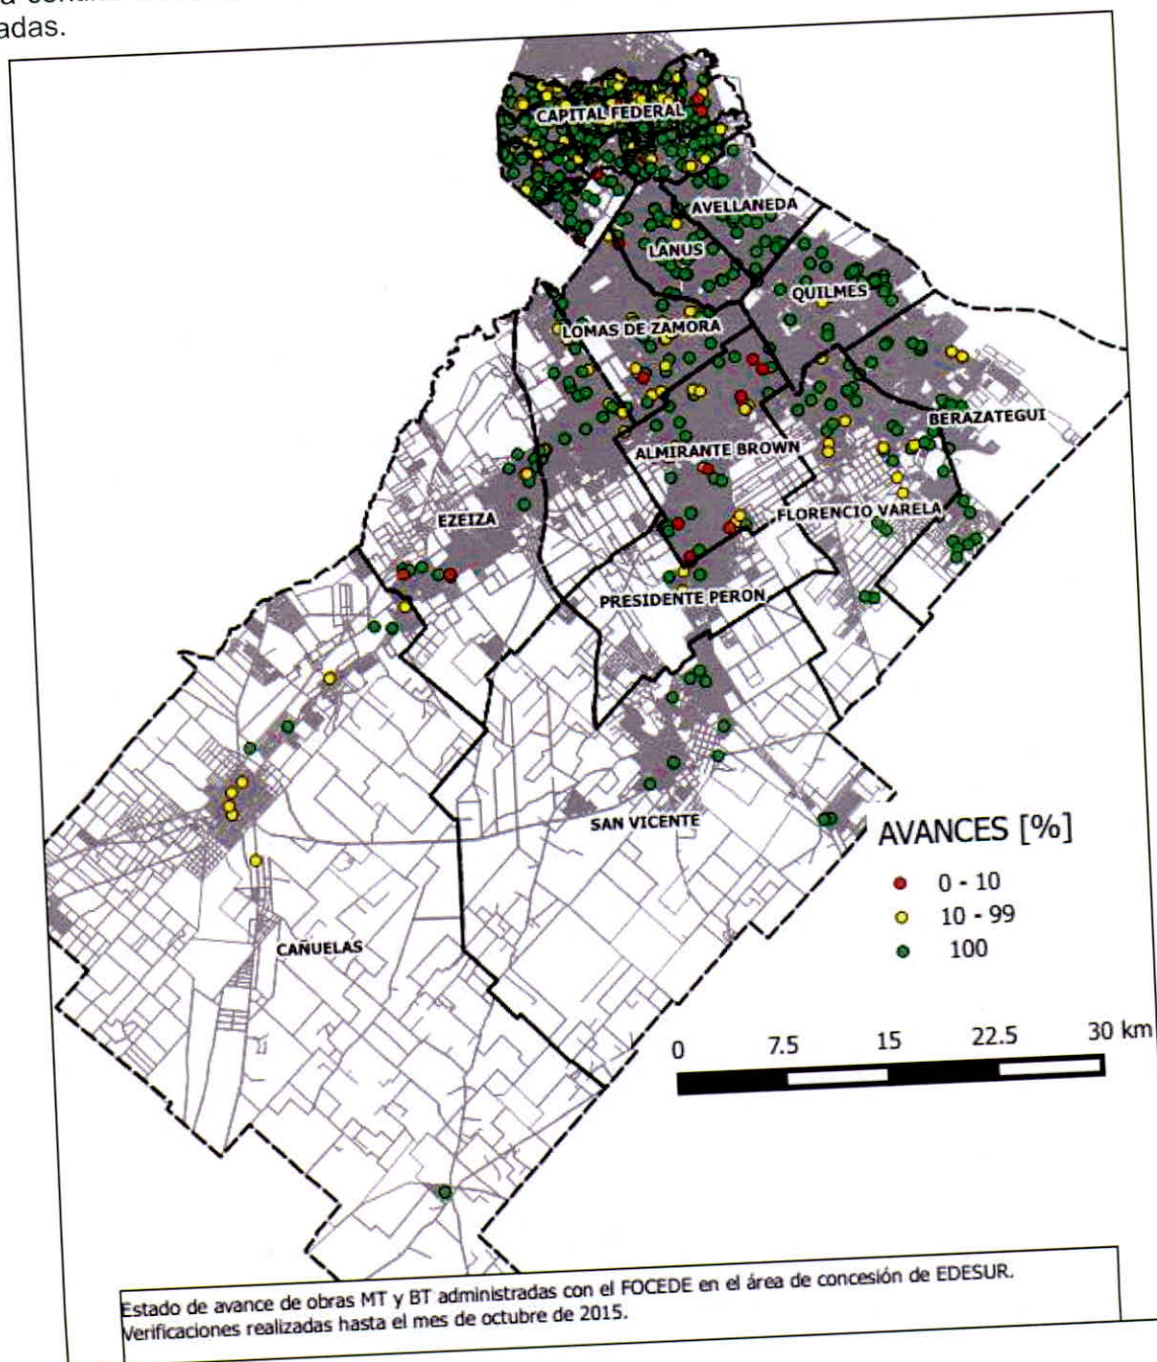 adas.
CAPITAL FEDERAL
AVELLANEDA
LANUS
QUILMES
LOMAS DE ZAMORA
BERAZATEGUI
ALMIRANTE BROWN
FLORENCIO VARELA
EZEIZA
PRESIDENTE PERON
SAN VICENTE
CAÑUELAS
AVANCES [%]
0 - 10
10 - 99
100
0 7.5 15 22.5 30 km
Estado de avance de obras MT y BT administradas con el FOCEDE en el área de concesión de EDESUR.
Verificaciones realizadas hasta el mes de octubre de 2015.